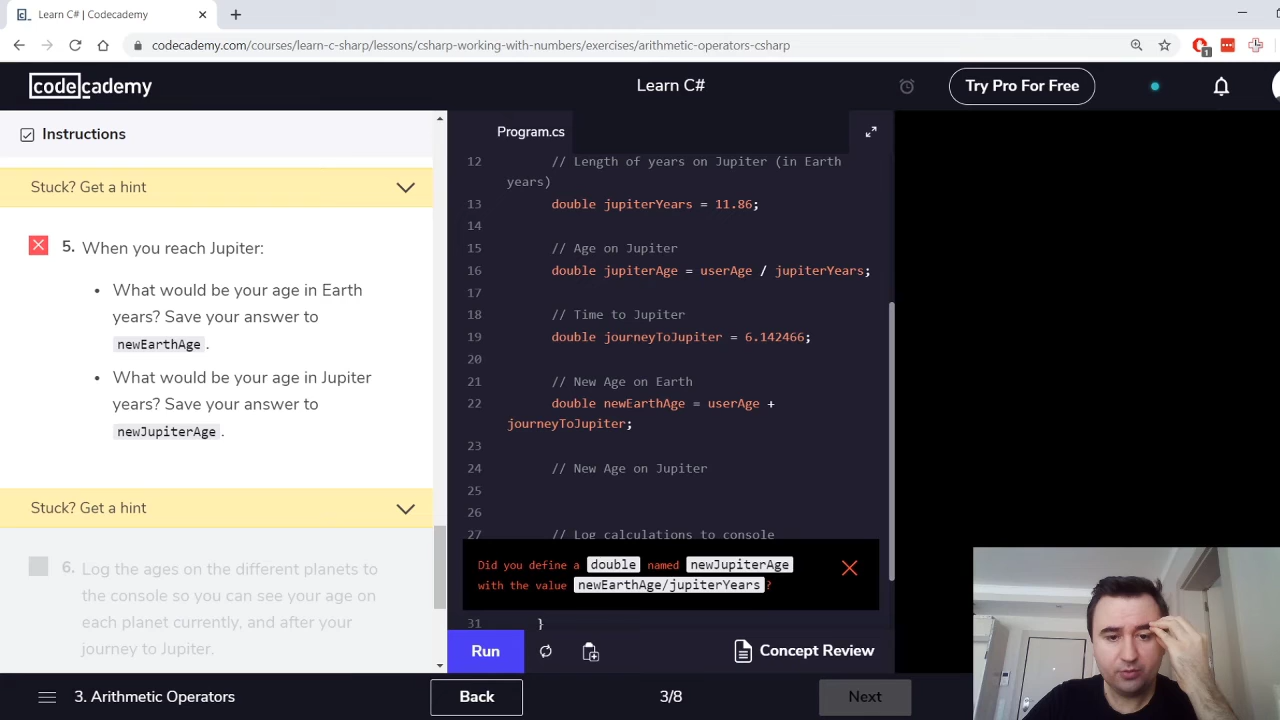 Learn C# | Codecademy
codecademy.com/courses/learn-c-sharp/lessons/csharp-working-with-numbers/exercises/arithmetic-operators-csharp
1
codecademy
Learn C#
Try Pro For Free
Instructions
Stuck? Get a hint
5. When you reach Jupiter:
• What would be your age in Earth
years? Save your answer to
newEarthAge .
• What would be your age in Jupiter
years? Save your answer to
newJupiterAge .
Stuck? Get a hint
6. Log the ages on the different planets to
the console so you can see your age on
each planet currently, and after your
journey to Jupiter.
Program.cs
12 // Length of years on Jupiter (in Earth
years)
13 double jupiterYears = 11.86;
14
15 // Age on Jupiter
16 double jupiterAge = userAge / jupiterYears;
17
18 // Time to Jupiter
19 double journeyToJupiter = 6.142466;
20
21 // New Age on Earth
22 double newEarthAge = userAge +
journeyToJupiter;
23
24 // New Age on Jupiter
25
26
27 // Log calculations to console
Did you define a double named newJupiterAge
with the value newEarthAge/jupiterYears ?
31 }
Run
Concept Review
3. Arithmetic Operators
Back
3/8
Next